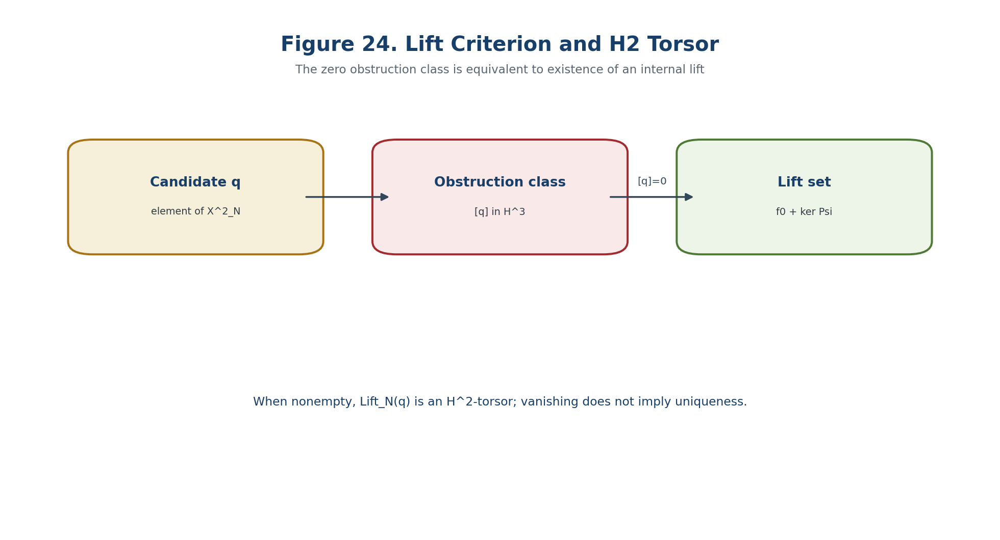 Figure 24. Lift Criterion and H2 Torsor
The zero obstruction class is equivalent to existence of an internal lift
Candidate q
element of X^2_N
Obstruction class
[q] in H^3
[q]=0
Lift set
f0 + ker Psi
When nonempty, Lift_N(q) is an H^2-torsor; vanishing does not imply uniqueness.